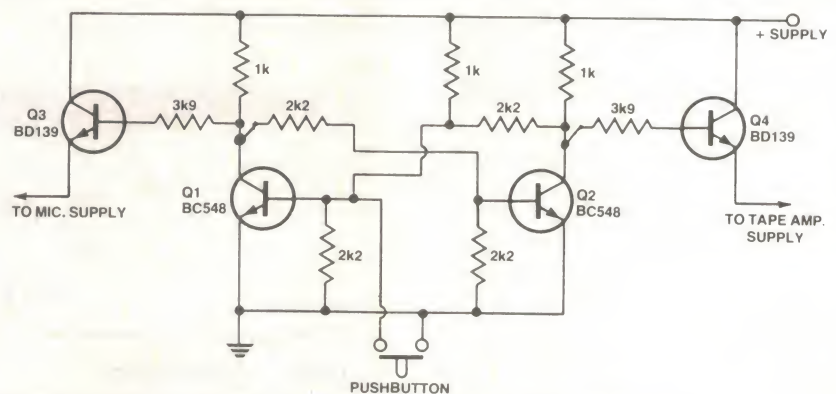 + SUPPLY
1k
1k
1k
Q3
BD139
3k9
2k2
2k2
3k9
Q4
BD139
Q1
BC548
Q2
BC548
TO MIC. SUPPLY
TO TAPE AMP.
SUPPLY
2k2
2k2
PUSHBUTTON